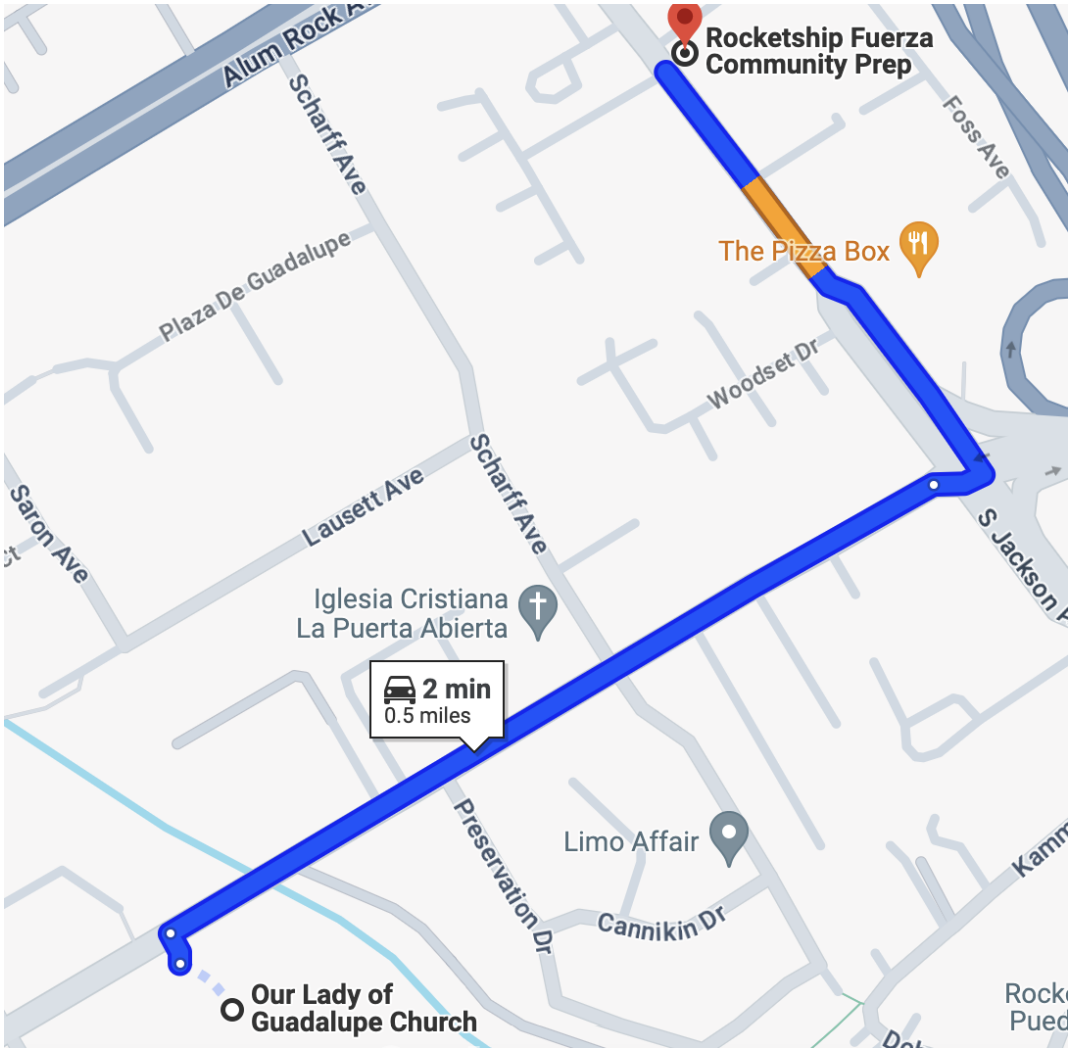 Alum Rock A
Rocketship Fuerza
Community Prep
Scharff Ave
Foss Ave
Plaza De Guadalupe
The Pizza Box
Woodset Dr
Scharff Ave
Lausett Ave
Saron Ave
Ct
S Jackson
Iglesia Cristiana
La Puerta Abierta
2 min
0.5 miles
Preservation Dr
Limo Affair
Kamm
Cannikin Dr
Our Lady of
Guadalupe Church
Rock
Pued